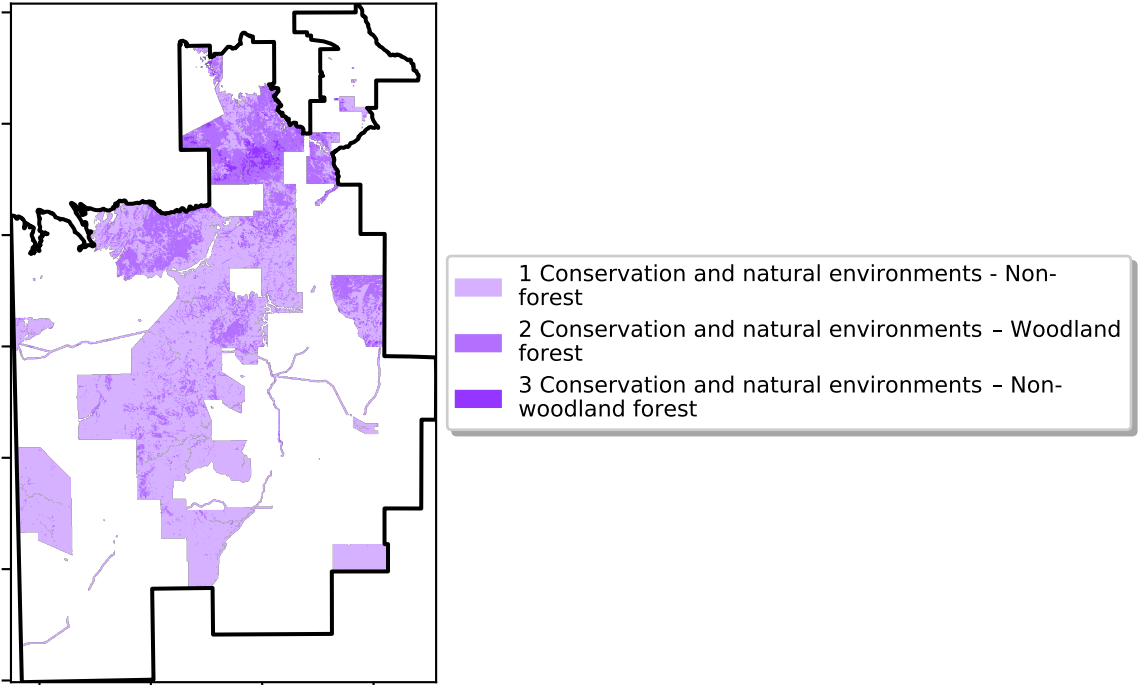 1 Conservation and natural environments - Non-
forest
2 Conservation and natural environments – Woodland
forest
3 Conservation and natural environments – Non-
woodland forest